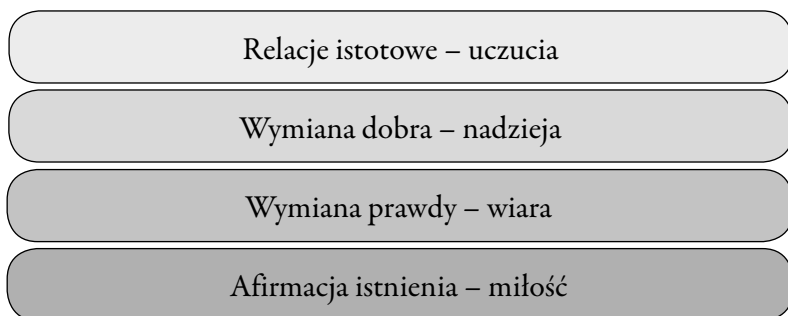 Relacje istotowe – uczucia
Wymiana dobra – nadzieja
Wymiana prawdy – wiara
Afirmacja istnienia – miłość